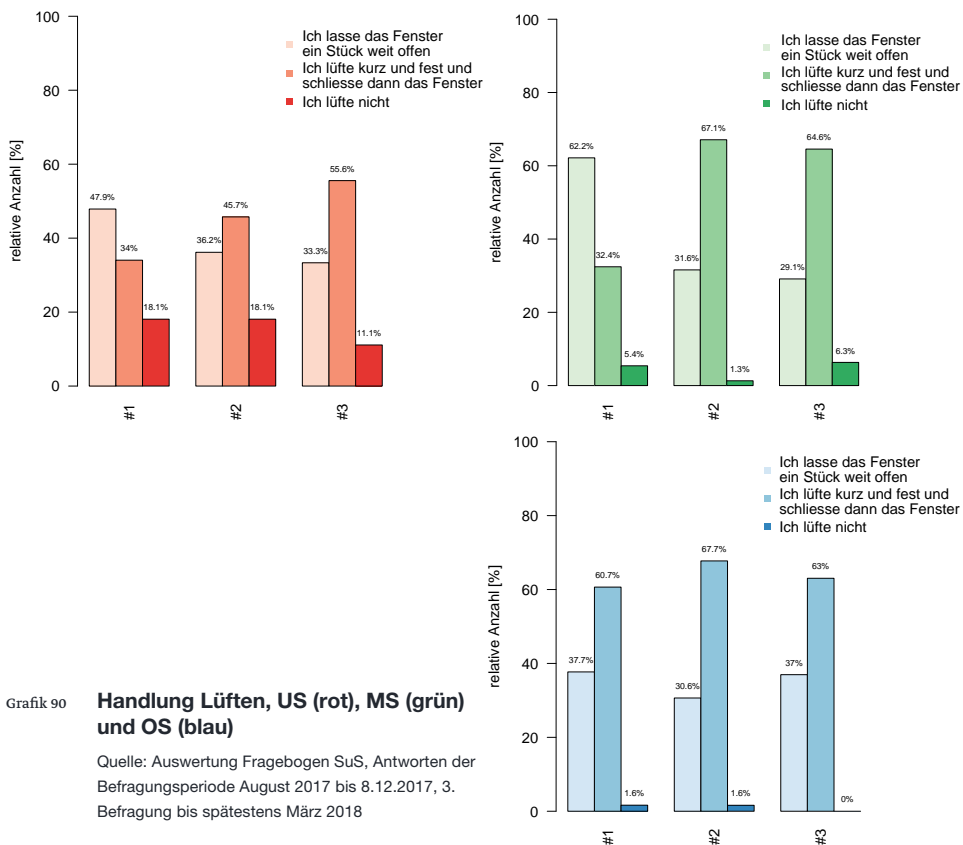 relative Anzahl [%]
100
80
60
40
20
0
Ich lasse das Fenster
ein Stück weit offen
Ich lüfte kurz und fest und
schliesse dann das Fenster
Ich lüfte nicht
47.9%
34%
18.1%
36.2%
45.7%
18.1%
33.3%
55.6%
11.1%
#1
#2
#3
relative Anzahl [%]
100
80
60
40
20
0
Ich lasse das Fenster
ein Stück weit offen
Ich lüfte kurz und fest und
schliesse dann das Fenster
Ich lüfte nicht
62.2%
32.4%
5.4%
31.6%
67.1%
1.3%
29.1%
64.6%
6.3%
#1
#2
#3
relative Anzahl [%]
100
80
60
40
20
0
Ich lasse das Fenster
ein Stück weit offen
Ich lüfte kurz und fest und
schliesse dann das Fenster
Ich lüfte nicht
37.7%
60.7%
1.6%
30.6%
67.7%
1.6%
37%
63%
0%
#1
#2
#3
Grafik 90
Handlung Lüften, US (rot), MS (grün)
und OS (blau)
Quelle: Auswertung Fragebogen SuS, Antworten der
Befragungsperiode August 2017 bis 8.12.2017, 3.
Befragung bis spätestens März 2018